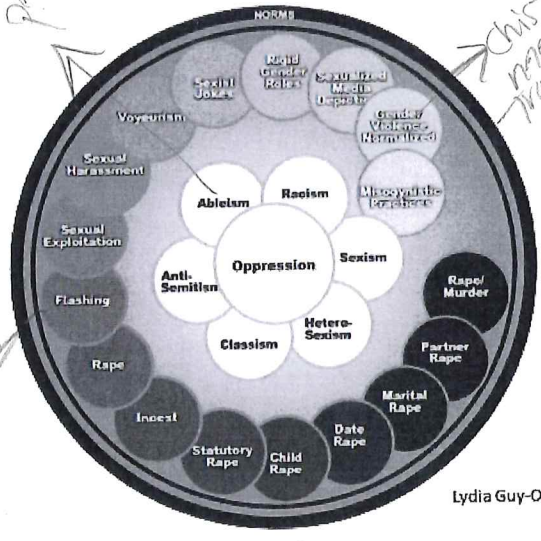 NORMS
Sexist
Jokes
Rigid
Gender
Roles
Sexualized
Media
Depictions
Gender
Violence
Normalized
Misogynistic
Practices
Voyeurism
Sexual
Harassment
Sexual
Exploitation
Flashing
Rape
Incest
Statutory
Rape
Child
Rape
Date
Rape
Marital
Rape
Partner
Rape
Rape/
Murder
Ableism
Racism
Sexism
Hetero-
Sexism
Classism
Anti-
Semitism
Oppression
Lydia Guy-O